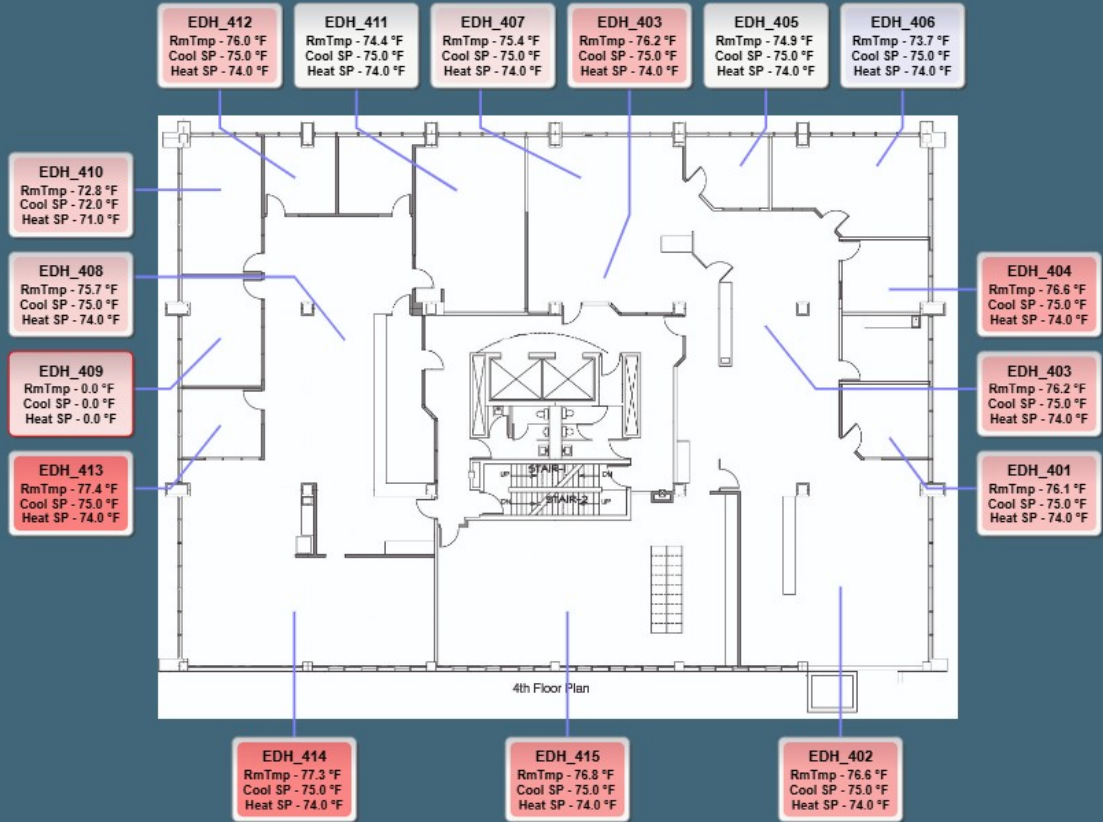 EDH_412
RmTmp - 76.0 °F
Cool SP - 75.0 °F
Heat SP - 74.0 °F
EDH_411
RmTmp - 74.4 °F
Cool SP - 75.0 °F
Heat SP - 74.0 °F
EDH_407
RmTmp - 75.4 °F
Cool SP - 75.0 °F
Heat SP - 74.0 °F
EDH_403
RmTmp - 76.2 °F
Cool SP - 75.0 °F
Heat SP - 74.0 °F
EDH_405
RmTmp - 74.9 °F
Cool SP - 75.0 °F
Heat SP - 74.0 °F
EDH_406
RmTmp - 73.7 °F
Cool SP - 75.0 °F
Heat SP - 74.0 °F
EDH_410
RmTmp - 72.8 °F
Cool SP - 72.0 °F
Heat SP - 71.0 °F
EDH_408
RmTmp - 75.7 °F
Cool SP - 75.0 °F
Heat SP - 74.0 °F
EDH_409
RmTmp - 0.0 °F
Cool SP - 0.0 °F
Heat SP - 0.0 °F
EDH_413
RmTmp - 77.4 °F
Cool SP - 75.0 °F
Heat SP - 74.0 °F
EDH_404
RmTmp - 76.6 °F
Cool SP - 75.0 °F
Heat SP - 74.0 °F
EDH_403
RmTmp - 76.2 °F
Cool SP - 75.0 °F
Heat SP - 74.0 °F
EDH_401
RmTmp - 76.1 °F
Cool SP - 75.0 °F
Heat SP - 74.0 °F
STAIR-1
UP DN
STAIR-2
DN UP
4th Floor Plan
EDH_414
RmTmp - 77.3 °F
Cool SP - 75.0 °F
Heat SP - 74.0 °F
EDH_415
RmTmp - 76.8 °F
Cool SP - 75.0 °F
Heat SP - 74.0 °F
EDH_402
RmTmp - 76.6 °F
Cool SP - 75.0 °F
Heat SP - 74.0 °F